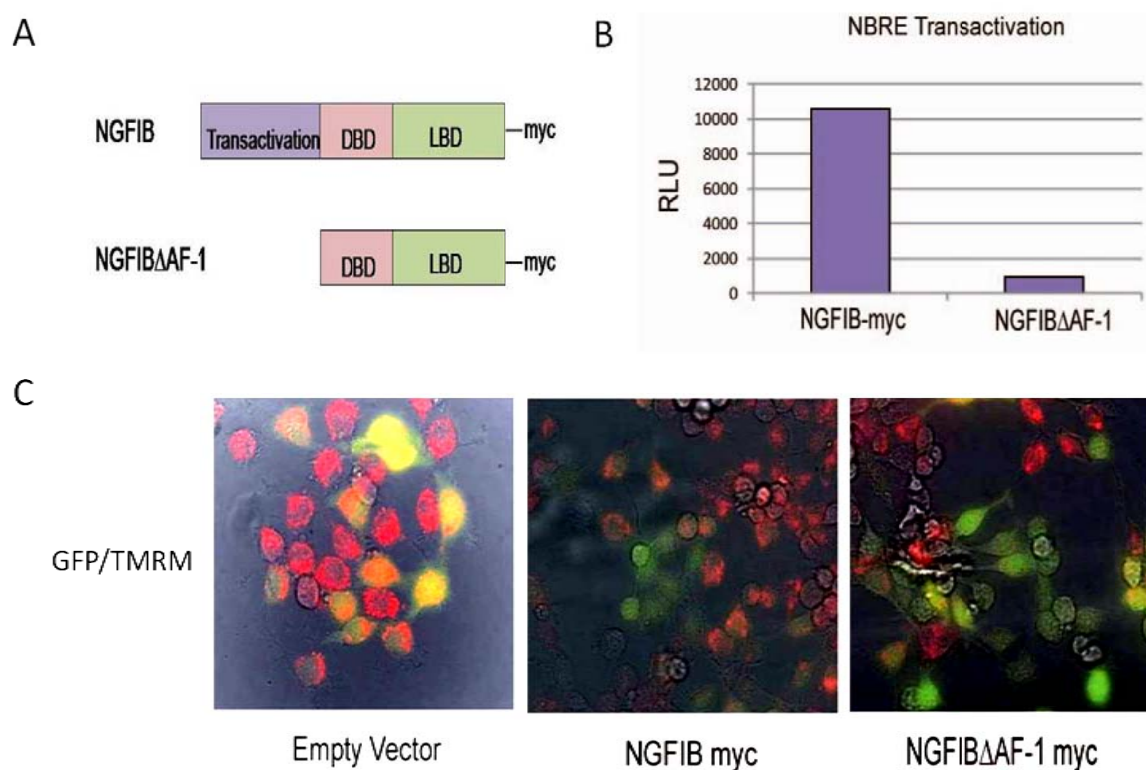 A
NGFIB
Transactivation DBD LBD myc
NGFIBΔAF-1
DBD LBD myc
B
NBRE Transactivation
RLU
12000
10000
8000
6000
4000
2000
0
NGFIB-myc NGFIBΔAF-1
C
GFP/TMRM
Empty Vector NGFIB myc NGFIBΔAF-1 myc